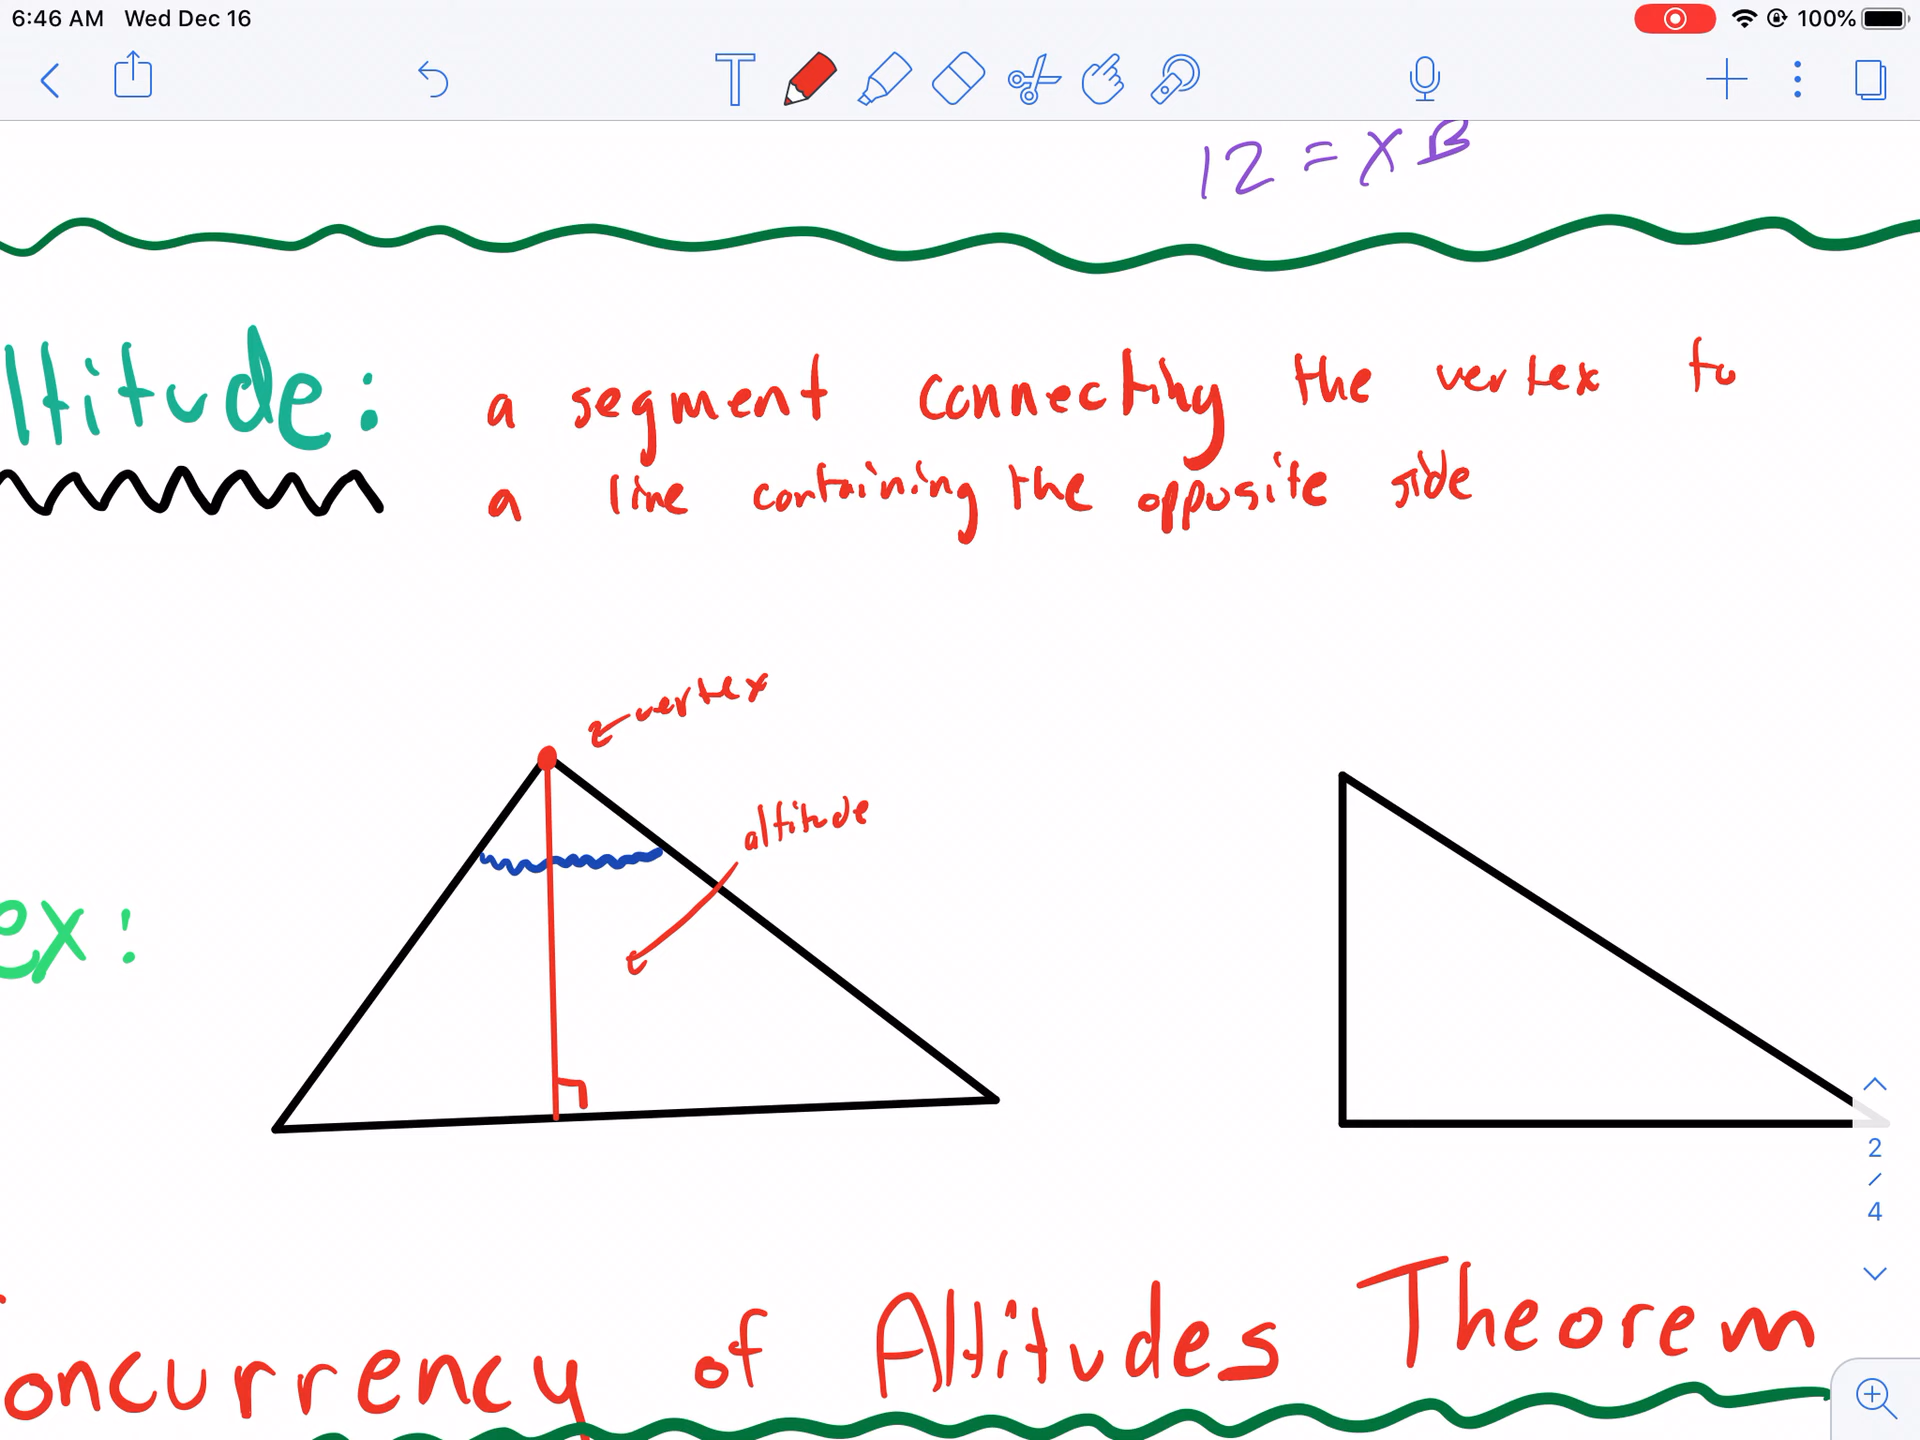 6:46 AM Wed Dec 16
100%
T
12 = XB
ltitude: a segment connecting the vertex to
a line containing the opposite side
vertex
altitude
ex:
2
/
4
oncurrency of Altitudes Theorem